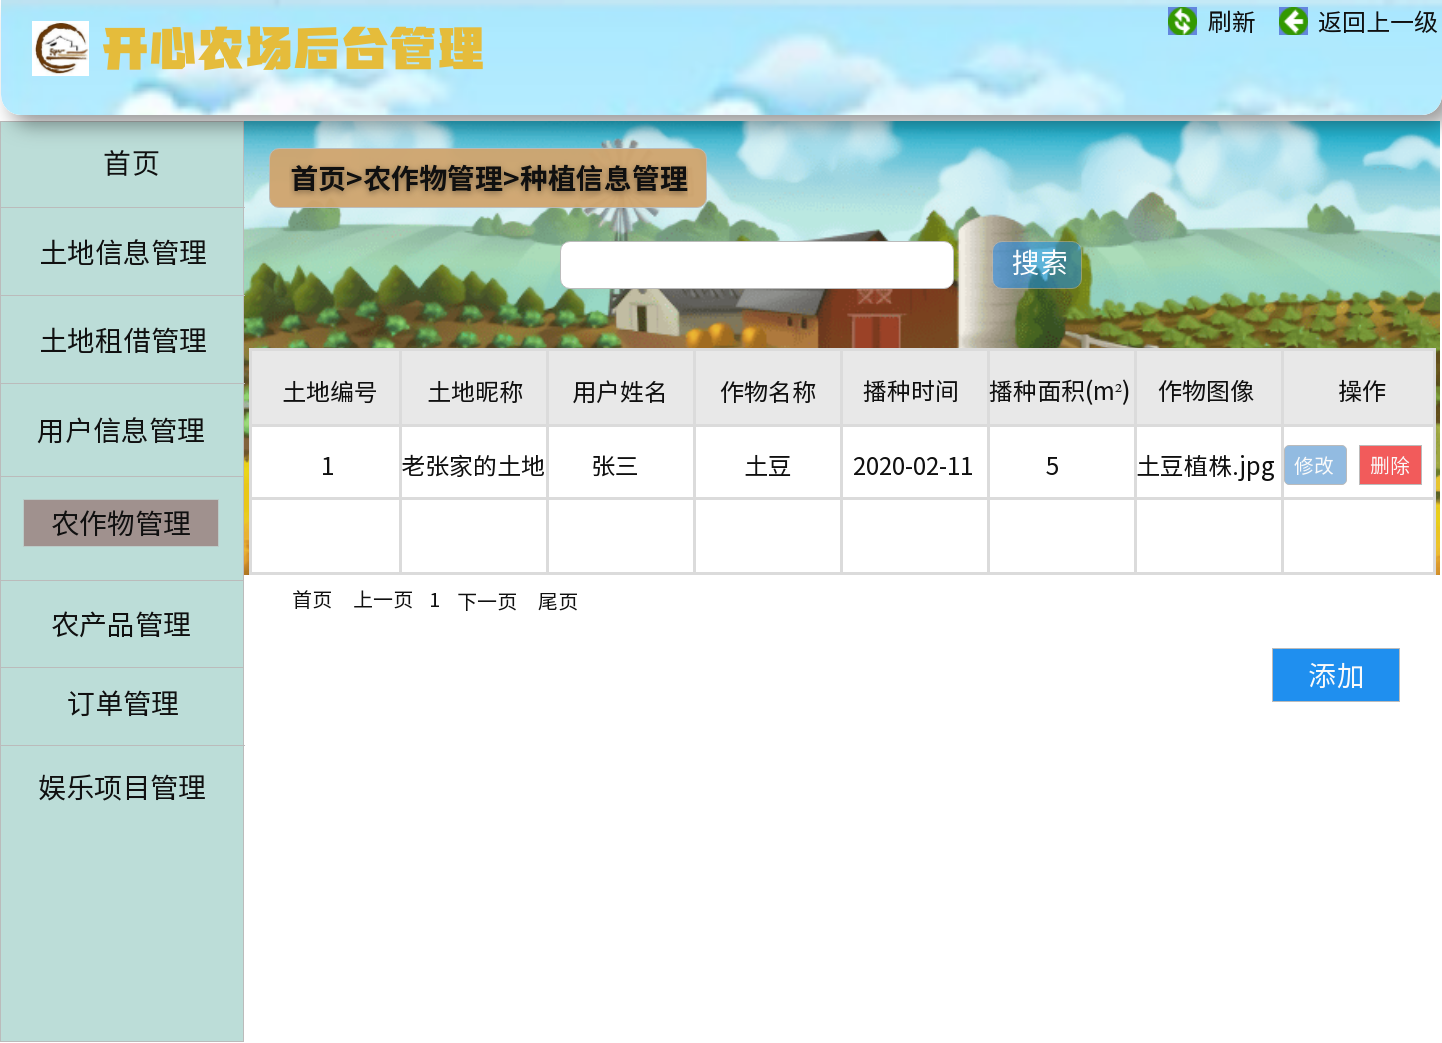 开心农场后台管理
刷新 返回上一级
首页
土地信息管理
土地租借管理
用户信息管理
农作物管理
农产品管理
订单管理
娱乐项目管理
首页>农作物管理>种植信息管理
搜索
土地编号 土地昵称 用户姓名 作物名称 播种时间 播种面积(m²) 作物图像 操作
1 老张家的土地 张三 土豆 2020-02-11 5 土豆植株.jpg 修改 删除
首页 上一页 1 下一页 尾页
添加